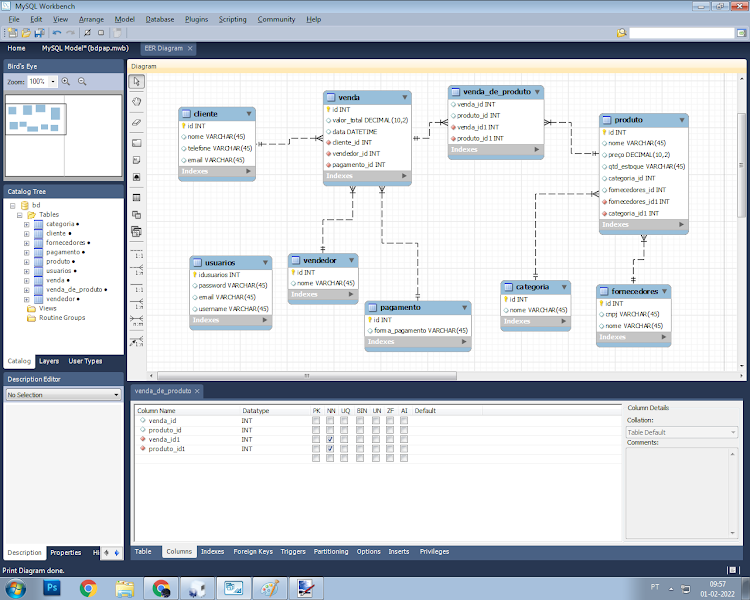 MySQL Workbench
File Edit View Arrange Model Database Plugins Scripting Community Help
Home MySQL Model* (bdpap.mwb) EER Diagram ×
Bird's Eye
Zoom: 100%
Diagram
Catalog Tree
bd
Tables
categoria
cliente
fornecedores
pagamento
produto
usuarios
venda
venda_de_produto
vendedor
Views
Routine Groups
Catalog Layers User Types
Description Editor
No Selection
Description Properties
cliente
id INT
nome VARCHAR(45)
telefone VARCHAR(45)
email VARCHAR(45)
Indexes
venda
id INT
valor_total DECIMAL(10,2)
data DATETIME
cliente_id INT
vendedor_id INT
pagamento_id INT
Indexes
venda_de_produto
venda_id INT
produto_id INT
venda_id1 INT
produto_id1 INT
Indexes
produto
id INT
nome VARCHAR(45)
preço DECIMAL(10,2)
qtd_estoque VARCHAR(45)
categoria_id INT
fornecedores_id INT
fornecedores_id1 INT
categoria_id1 INT
Indexes
usuarios
idusuarios INT
password VARCHAR(45)
email VARCHAR(45)
username VARCHAR(45)
Indexes
vendedor
id INT
nome VARCHAR(45)
Indexes
pagamento
id INT
forma_pagamento VARCHAR(45)
Indexes
categoria
id INT
nome VARCHAR(45)
Indexes
fornecedores
id INT
cnpj VARCHAR(45)
nome VARCHAR(45)
Indexes
1:1
1:n
1:1
1:n
n:m
1:n
venda_de_produto ×
Column Name Datatype PK NN UQ BIN UN ZF AI Default
venda_id INT
produto_id INT
venda_id1 INT
produto_id1 INT
Column Details
Collation:
Table Default
Comments:
Table Columns Indexes Foreign Keys Triggers Partitioning Options Inserts Privileges
Print Diagram done.
Ps
PT
09:57
01-02-2022